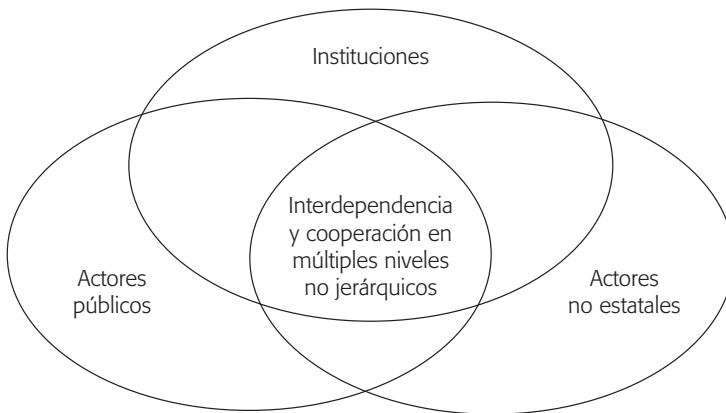 Instituciones
Interdependencia
y cooperación en
múltiples niveles
no jerárquicos
Actores
públicos
Actores
no estatales